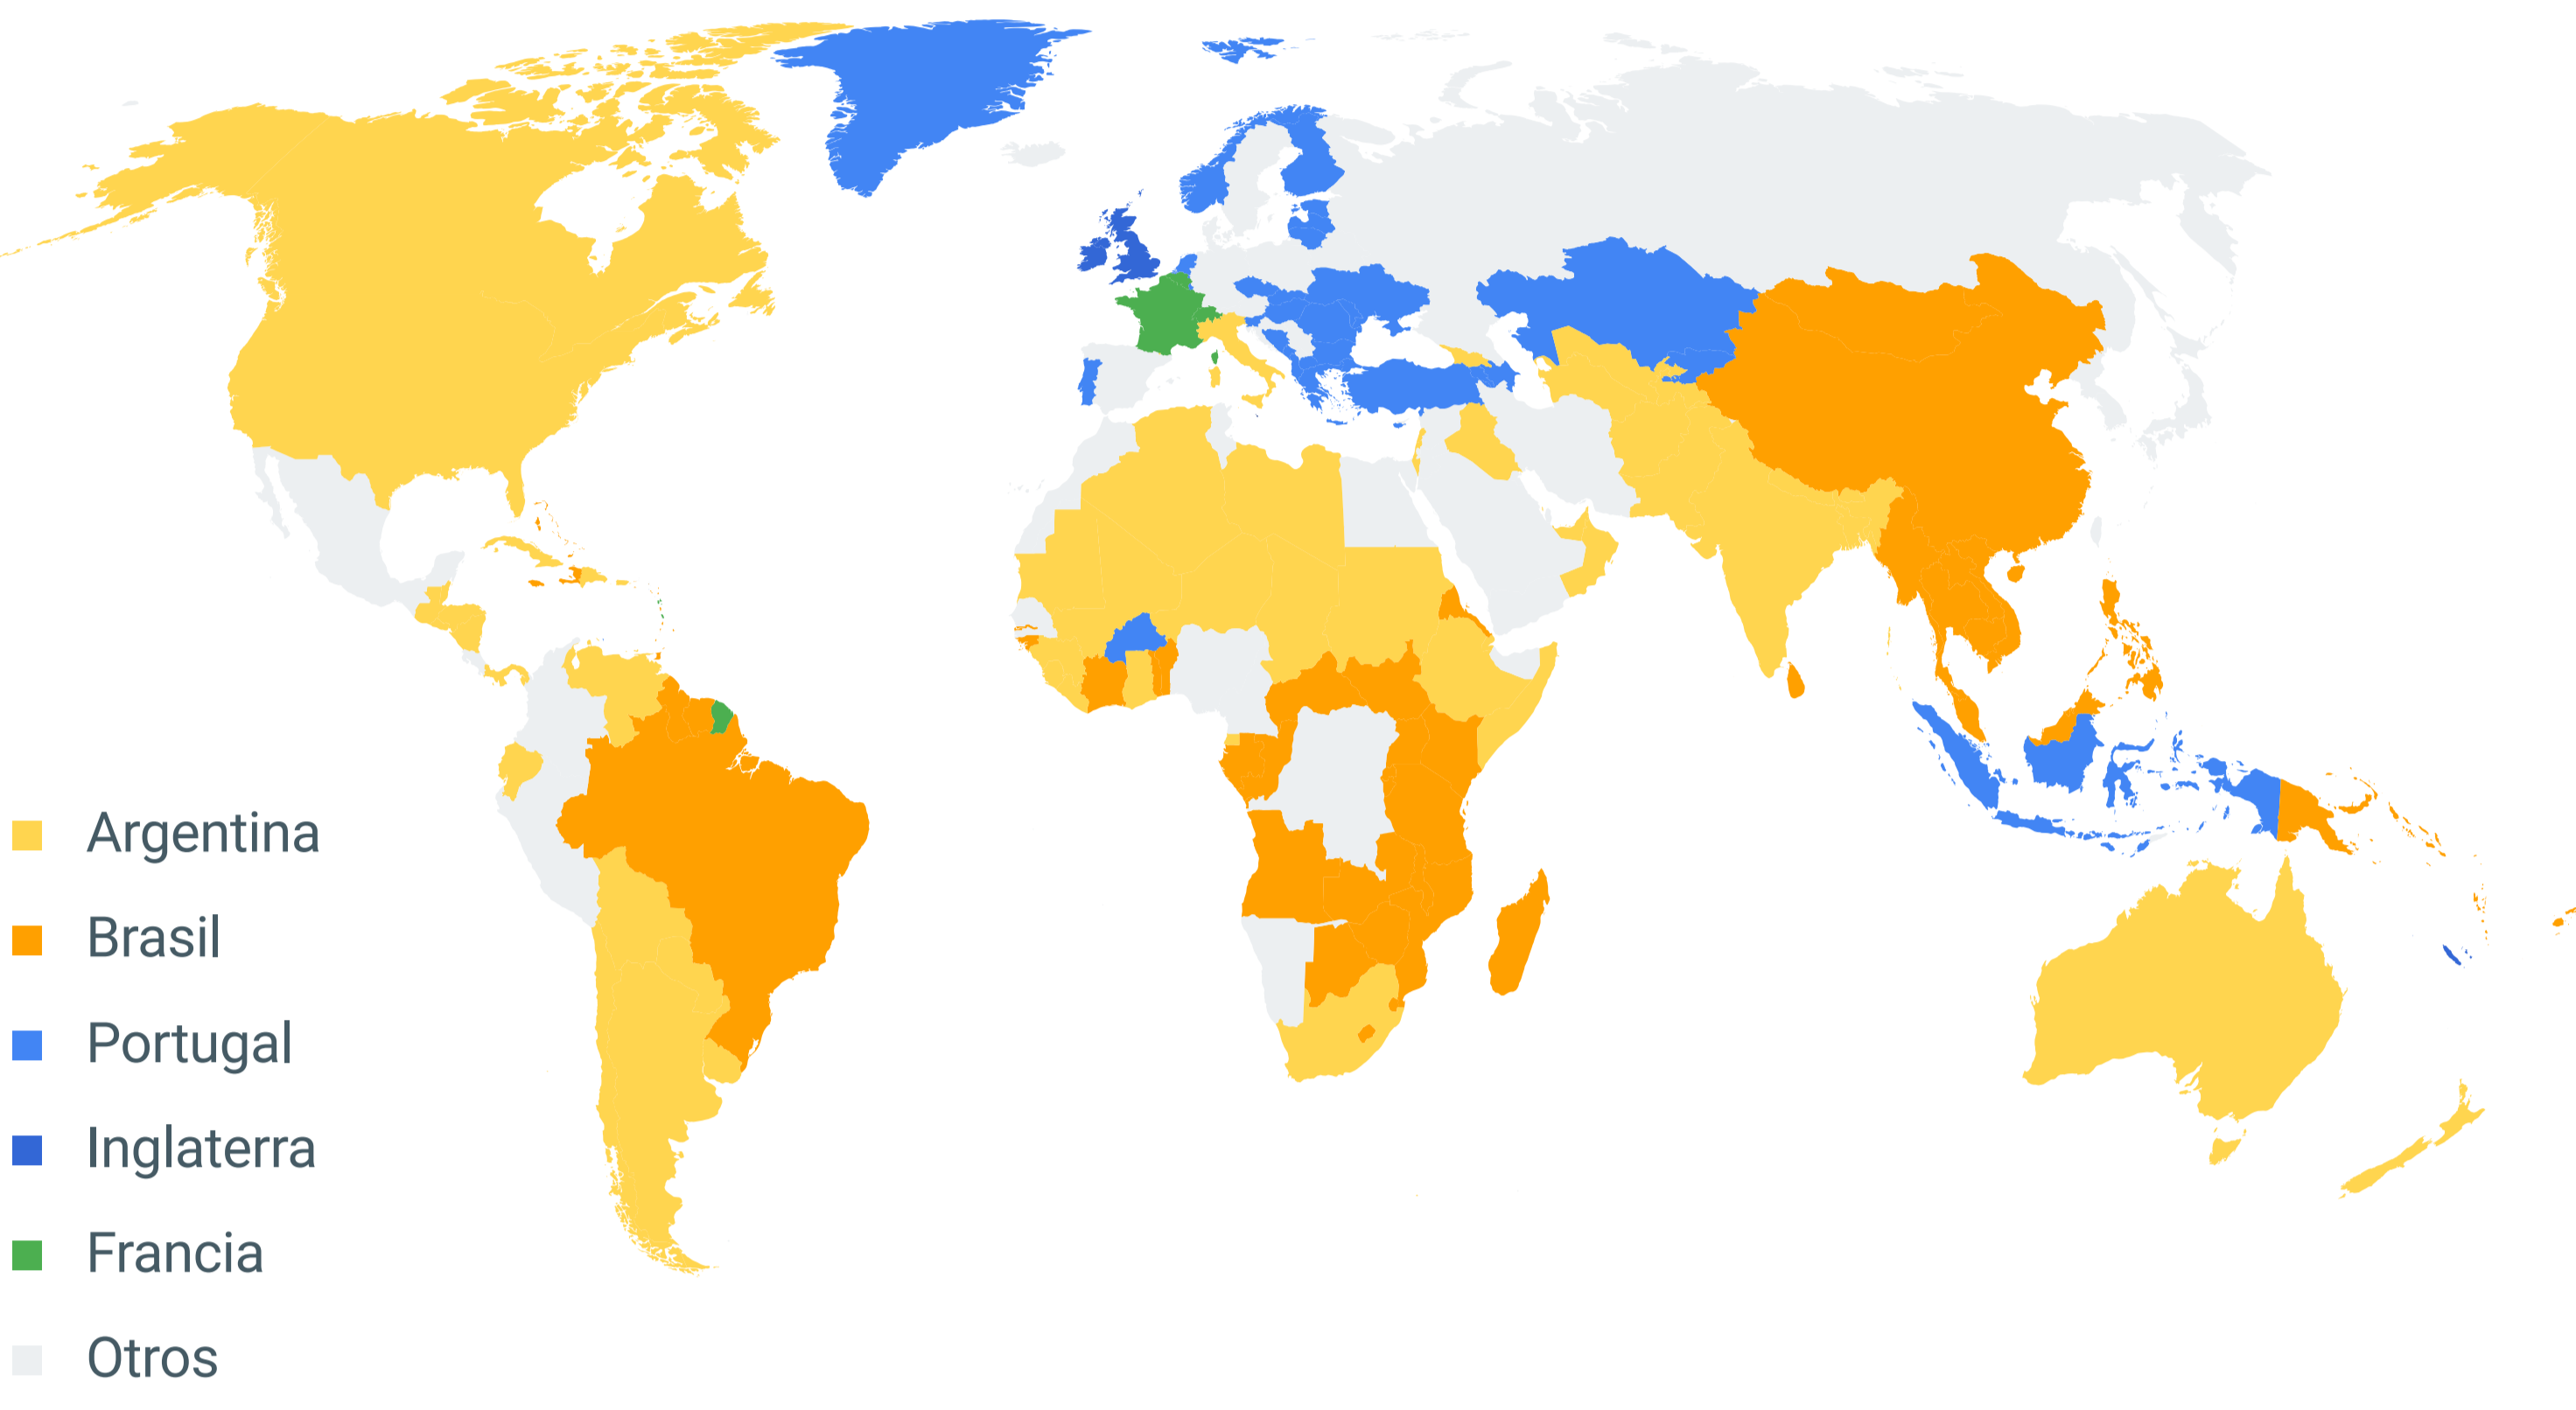 Argentina
Brasil
Portugal
Inglaterra
Francia
Otros